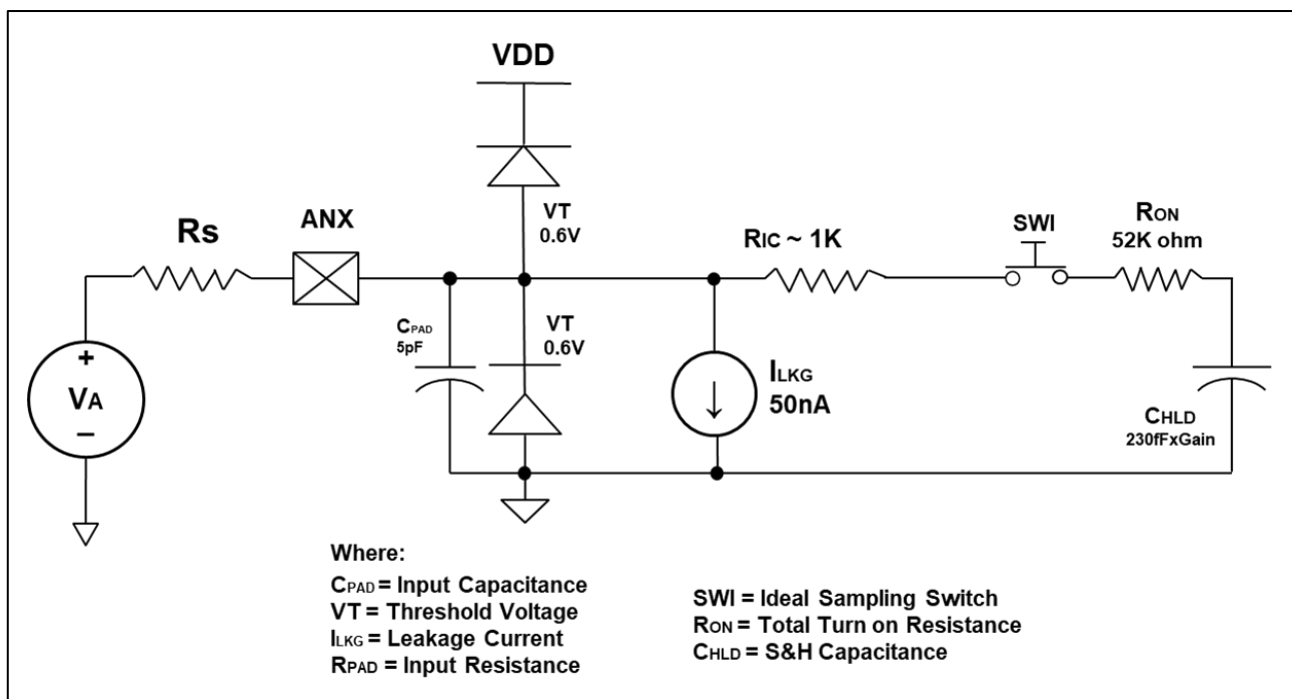 VDD
VT
0.6V
Rs
ANX
RIC ~ 1K
SWI
RON
52K ohm
CPAD
5pF
VT
0.6V
+
VA
–
ILKG
50nA
CHLD
230fFxGain
Where:
CPAD = Input Capacitance
VT = Threshold Voltage
ILKG = Leakage Current
RPAD = Input Resistance
SWI = Ideal Sampling Switch
RON = Total Turn on Resistance
CHLD = S&H Capacitance